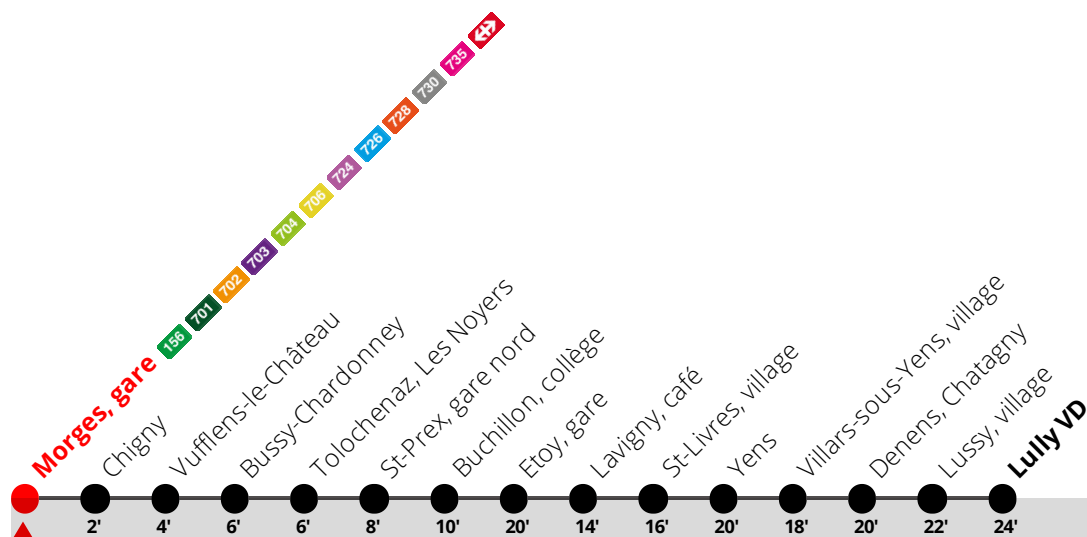 Morges, gare 156 701 702 703 704 706 724 726 728 730 735
Chigny
Vufflens-le-Château
Bussy-Chardonney
Tolochenaz, Les Noyers
St-Prex, gare nord
Buchillon, collège
Etoy, gare
Lavigny, café
St-Livres, village
Yens
Villars-sous-Yens, village
Denens, Chatagny
Lussy, village
Lully VD
2' 4' 6' 6' 8' 10' 20' 14' 16' 20' 18' 20' 22' 24'